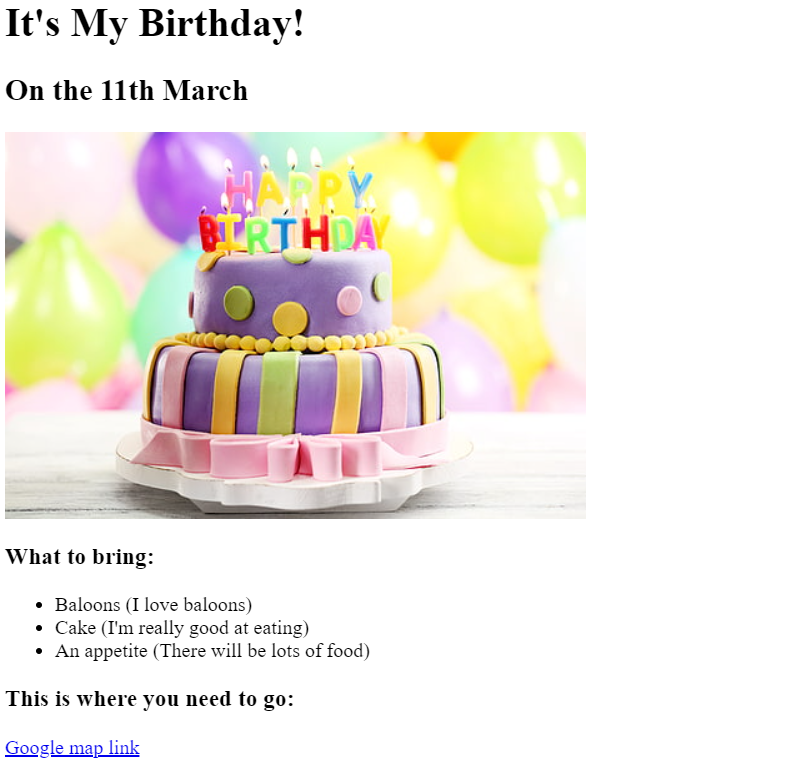 It's My Birthday!
On the 11th March
HAPPY
BIRTHDAY
What to bring:
Baloons (I love baloons)
Cake (I'm really good at eating)
An appetite (There will be lots of food)
This is where you need to go:
Google map link